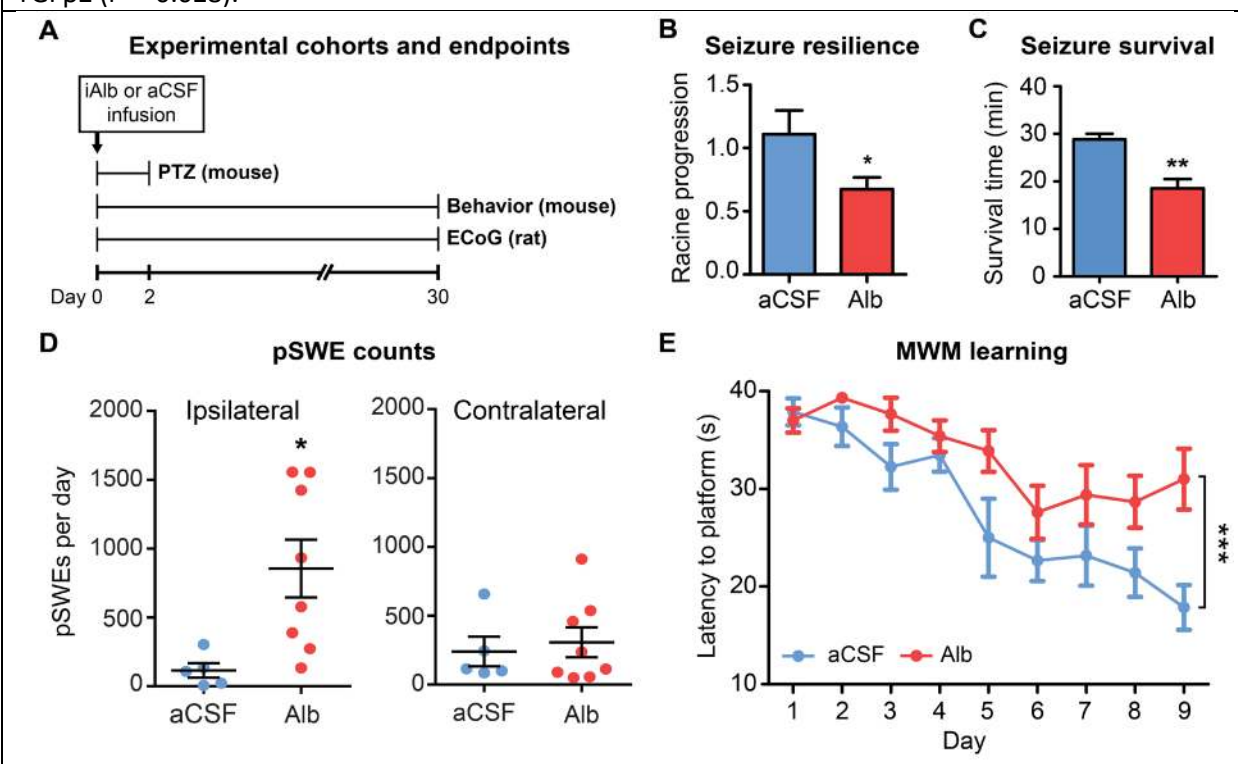 A Experimental cohorts and endpoints
iAlb or aCSF
infusion
PTZ (mouse)
Behavior (mouse)
ECoG (rat)
Day 0 2 30
B Seizure resilience
Racine progression
1.5
1.0
0.5
0.0
*
aCSF Alb
C Seizure survival
Survival time (min)
40
30
20
10
0
**
aCSF Alb
D pSWE counts
pSWEs per day
Ipsilateral
2000
1500
1000
500
0
*
aCSF Alb
Contralateral
2000
1500
1000
500
0
aCSF Alb
E MWM learning
Latency to platform (s)
40
30
20
10
***
aCSF Alb
1 2 3 4 5 6 7 8 9
Day